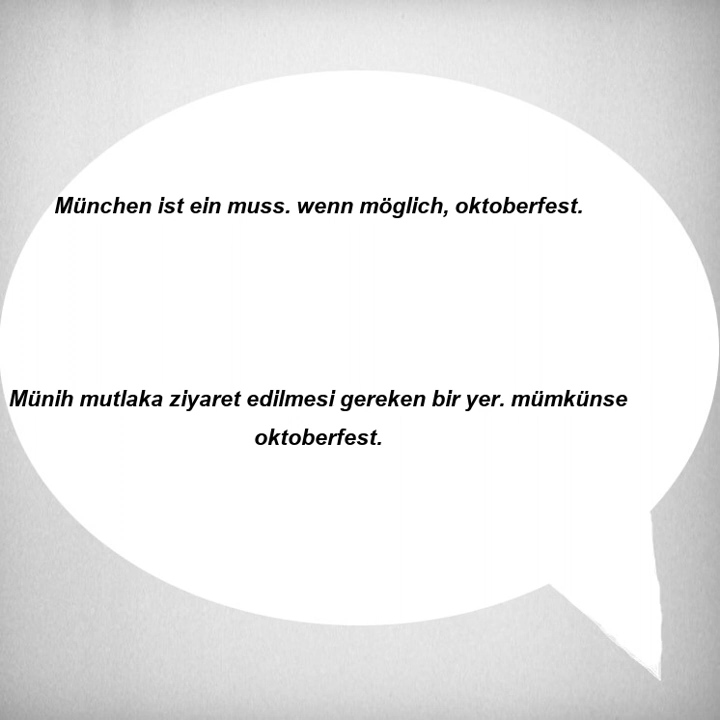 München ist ein muss. wenn möglich, oktoberfest.
Münih mutlaka ziyaret edilmesi gereken bir yer. mümkünse
oktoberfest.